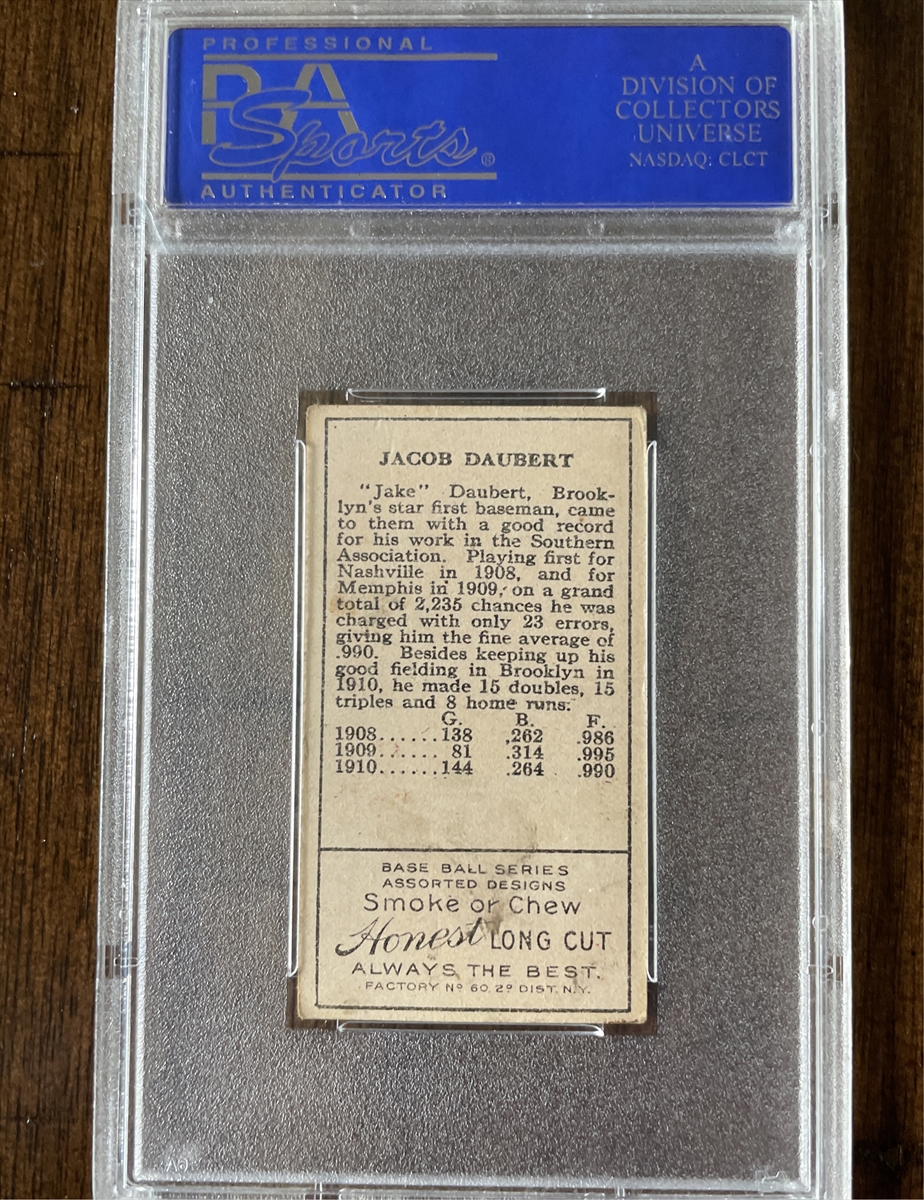 PROFESSIONAL
PSA
Sports®
AUTHENTICATOR
A
DIVISION OF
COLLECTORS
UNIVERSE
NASDAQ: CLCT
JACOB DAUBERT
"Jake" Daubert, Brook-
lyn's star first baseman, came
to them with a good record
for his work in the Southern
Association. Playing first for
Nashville in 1908, and for
Memphis in 1909, on a grand
total of 2,235 chances he was
charged with only 23 errors,
giving him the fine average of
.990. Besides keeping up his
good fielding in Brooklyn in
1910, he made 15 doubles, 15
triples and 8 home runs.
G. B. F.
1908......138 .262 .986
1909...... 81 .314 .995
1910......144 .264 .990
BASE BALL SERIES
ASSORTED DESIGNS
Smoke or Chew
Honest LONG CUT
ALWAYS THE BEST.
FACTORY Nº 60, 2º DIST. N.Y.